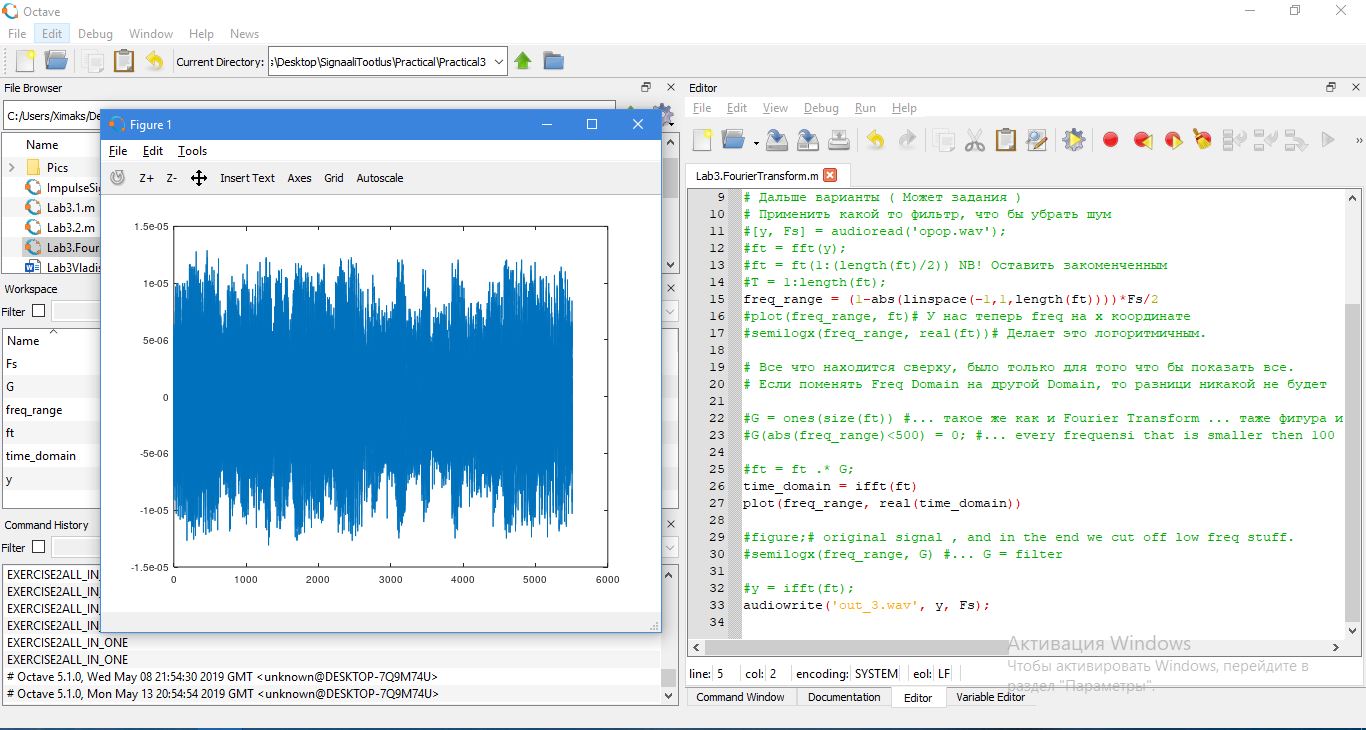 Octave
File Edit Debug Window Help News
Current Directory: ;\Desktop\SignaaliTootlus\Practical\Practical3
File Browser
C:/Users/Ximaks/De
Name
Pics
ImpulseSi
Lab3.1.m
Lab3.2.m
Lab3.Four
Lab3Vladis
Workspace
Filter
Name
Fs
G
freq_range
ft
time_domain
y
Command History
Filter
EXERCISE2ALL_IN_
EXERCISE2ALL_IN_
EXERCISE2ALL_IN_
EXERCISE2ALL_IN_
EXERCISE2ALL_IN_ONE
EXERCISE2ALL_IN_ONE
# Octave 5.1.0, Wed May 08 21:54:30 2019 GMT <unknown@DESKTOP-7Q9M74U>
# Octave 5.1.0, Mon May 13 20:54:54 2019 GMT <unknown@DESKTOP-7Q9M74U>
Figure 1
File Edit Tools
Z+ Z- Insert Text Axes Grid Autoscale
1.5e-05
1e-05
5e-06
0
-5e-06
-1e-05
-1.5e-05
0 1000 2000 3000 4000 5000 6000
Editor
File Edit View Debug Run Help
Lab3.FourierTransform.m
9 # Дальше варианты ( Может задания )
10 # Применить какой то фильтр, что бы убрать шум
11 #[y, Fs] = audioread('opop.wav');
12 #ft = fft(y);
13 #ft = ft(1:(length(ft)/2)) NB! Оставить закоменченным
14 #T = 1:length(ft);
15 freq_range = (1-abs(linspace(-1,1,length(ft))))*Fs/2
16 #plot(freq_range, ft)# У нас теперь freq на x координате
17 #semilogx(freq_range, real(ft))# Делает это логоритмичным.
18
19 # Все что находится сверху, было только для того что бы показать все.
20 # Если поменять Freq Domain на другой Domain, то разници никакой не будет
21
22 #G = ones(size(ft)) #... такое же как и Fourier Transform ... таже фигура и
23 #G(abs(freq_range)<500) = 0; #... every frequensi that is smaller then 100
24
25 #ft = ft .* G;
26 time_domain = ifft(ft)
27 plot(freq_range, real(time_domain))
28
29 #figure;# original signal , and in the end we cut off low freq stuff.
30 #semilogx(freq_range, G) #... G = filter
31
32 #y = ifft(ft);
33 audiowrite('out_3.wav', y, Fs);
34
Активация Windows
Чтобы активировать Windows, перейдите в
раздел "Параметры".
line: 5 col: 2 encoding: SYSTEM eol: LF
Command Window Documentation Editor Variable Editor